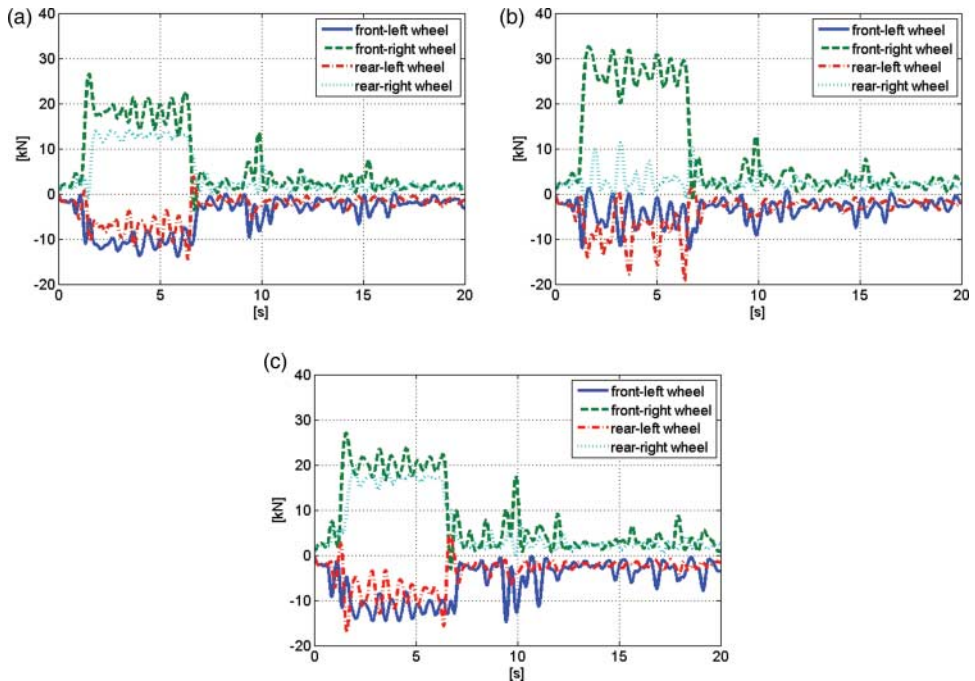 (a)
40
30
20
10
0
-10
-20
[kN]
0
5
10
15
20
[s]
front-left wheel
front-right wheel
rear-left wheel
rear-right wheel
(b)
40
30
20
10
0
-10
-20
[kN]
0
5
10
15
20
[s]
front-left wheel
front-right wheel
rear-left wheel
rear-right wheel
(c)
40
30
20
10
0
-10
-20
[kN]
0
5
10
15
20
[s]
front-left wheel
front-right wheel
rear-left wheel
rear-right wheel